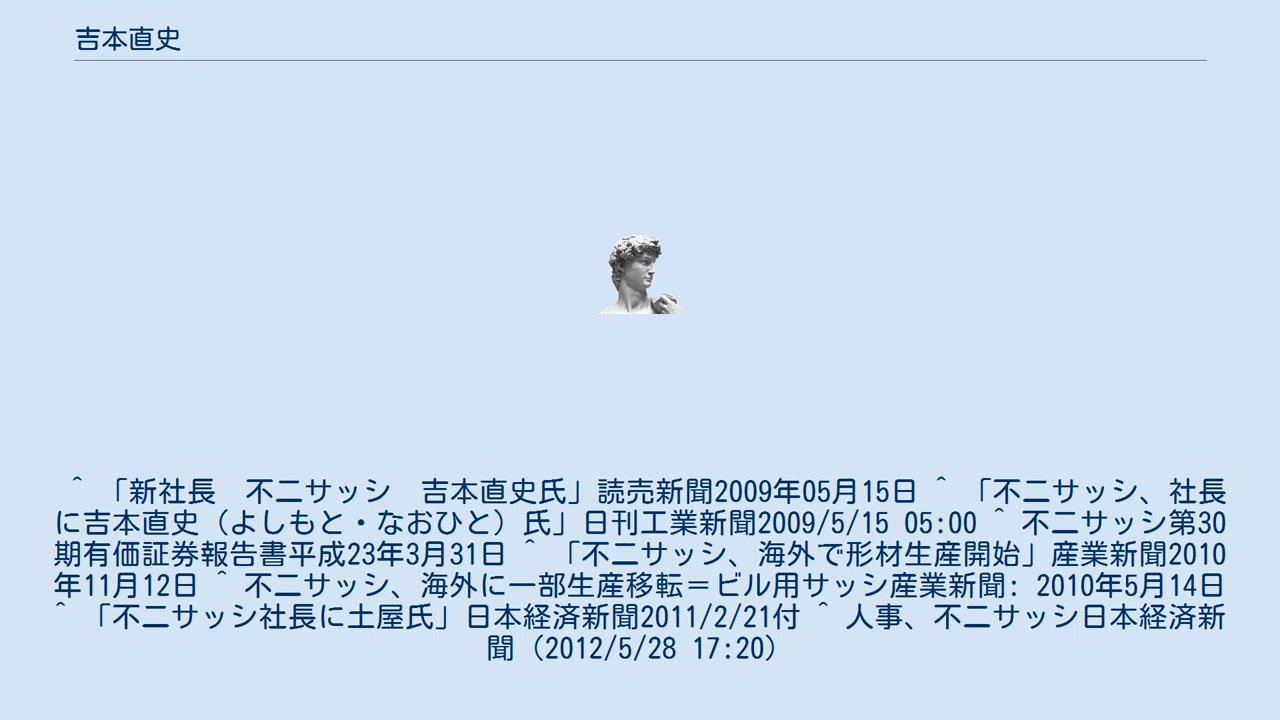 吉本直史
^ 「新社長　不二サッシ　吉本直史氏」読売新聞2009年05月15日 ^ 「不二サッシ、社長
に吉本直史（よしもと・なおひと）氏」日刊工業新聞2009/5/15 05:00 ^ 不二サッシ第30
期有価証券報告書平成23年3月31日 ^ 「不二サッシ、海外で形材生産開始」産業新聞2010
年11月12日 ^ 不二サッシ、海外に一部生産移転＝ビル用サッシ産業新聞: 2010年5月14日
^ 「不二サッシ社長に土屋氏」日本経済新聞2011/2/21付 ^ 人事、不二サッシ日本経済新
聞（2012/5/28 17:20）